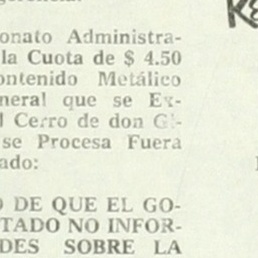 onato Administra-
la Cuota de $ 4.50
ontenido Metálico
neral que se Ex-
l Cerro de don Gi-
se Procesa Fuera
ado:
O DE QUE EL GO-
TADO NO INFOR-
DES SOBRE LA